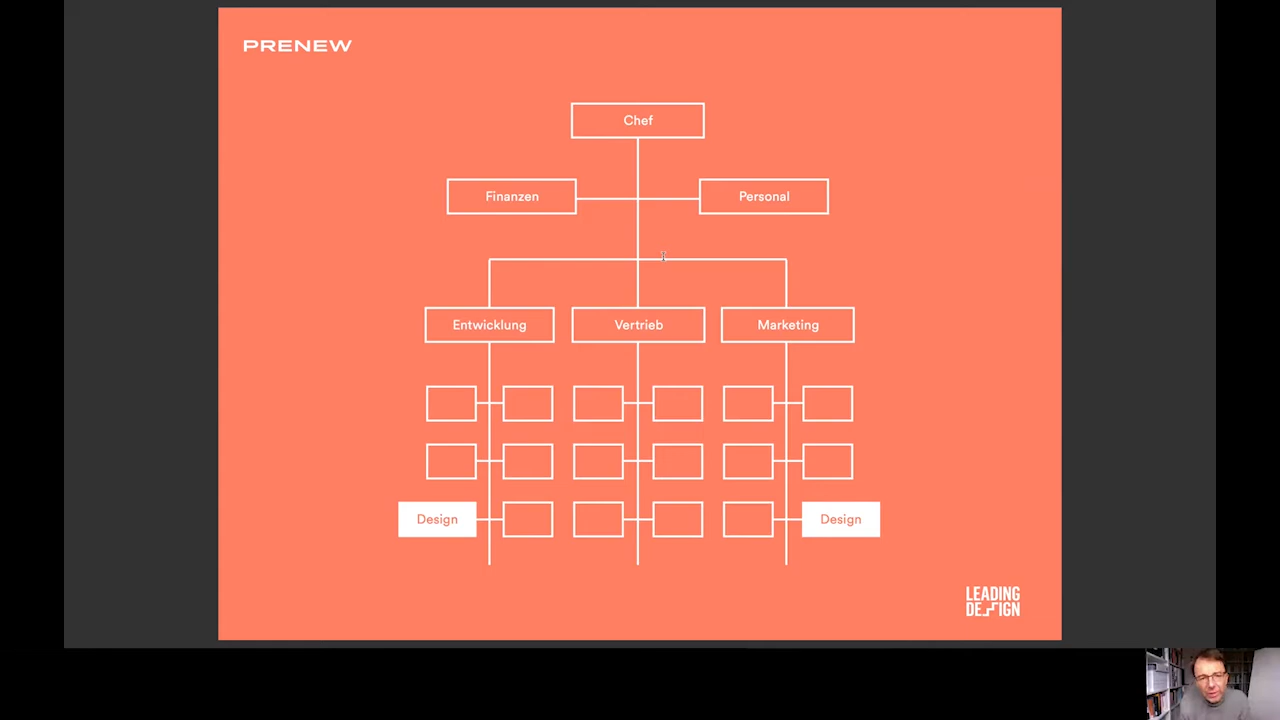 PRENEW
Chef
Finanzen
Personal
Entwicklung
Vertrieb
Marketing
Design
Design
LEADING
DESIGN